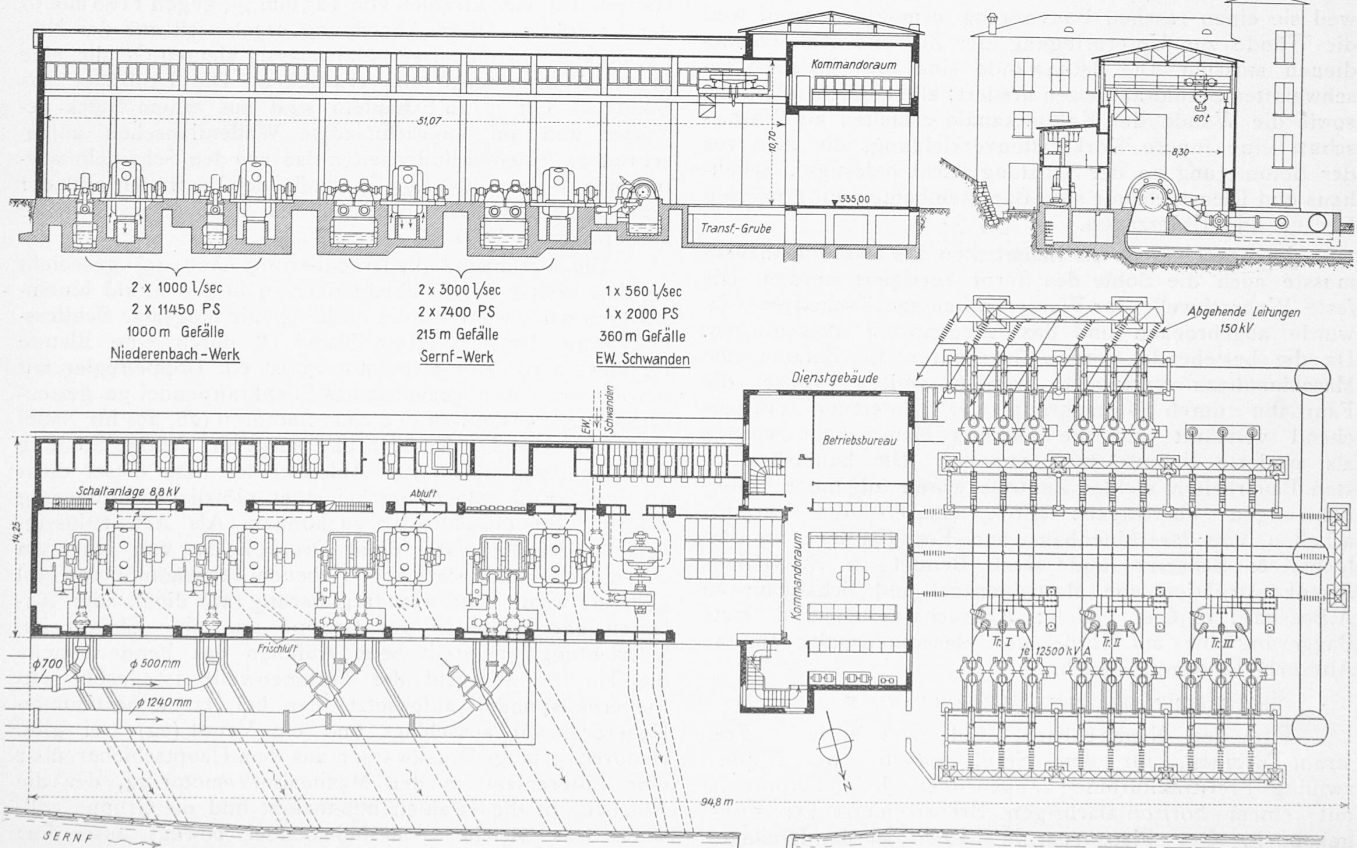 Kommandoraum
51,07
10,70
60t
8,30
535,00
Transf.-Grube
2 x 1000 l/sec
2 x 11450 PS
1000 m Gefälle
Niederenbach-Werk
2 x 3000 l/sec
2 x 7400 PS
215 m Gefälle
Sernf-Werk
1 x 560 l/sec
1 x 2000 PS
360 m Gefälle
EW. Schwanden
Abgehende Leitungen
150 kV
Dienstgebäude
EW.
Schwanden
Betriebsbureau
Schaltanlage 8,8 kV
Abluft
14,25
Kommandoraum
Tr. I
Tr. II
Tr. III
je 12500 kVA
Frischluft
ϕ 700
ϕ 500 mm
ϕ 1240 mm
N
94,8 m
SERNF